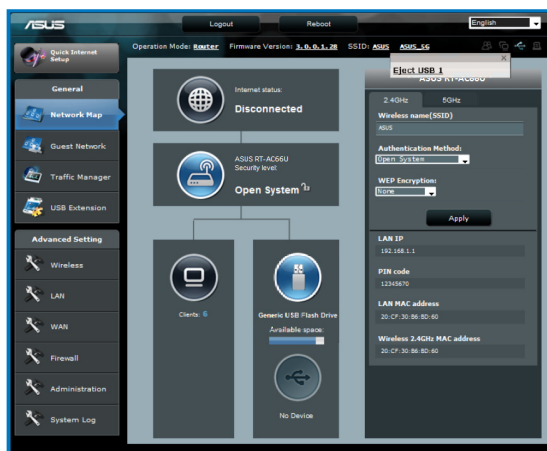 ASUS
Logout
Reboot
English
Quick Internet
Setup
Operation Mode: Router Firmware Version: 3.0.0.1.28 SSID: ASUS ASUS_5G
Eject USB 1
General
Network Map
Guest Network
Traffic Manager
USB Extension
Advanced Setting
Wireless
LAN
WAN
Firewall
Administration
System Log
Internet status:
Disconnected
ASUS RT-AC66U
Security level:
Open System
Clients: 6
Generic USB Flash Drive
Available space:
No Device
ASUS RT-AC66U
2.4GHz 5GHz
Wireless name(SSID)
ASUS
Authentication Method:
Open System
WEP Encryption:
None
Apply
LAN IP
192.168.1.1
PIN code
12345670
LAN MAC address
20:CF:30:B6:BD:60
Wireless 2.4GHz MAC address
20:CF:30:B6:BD:60